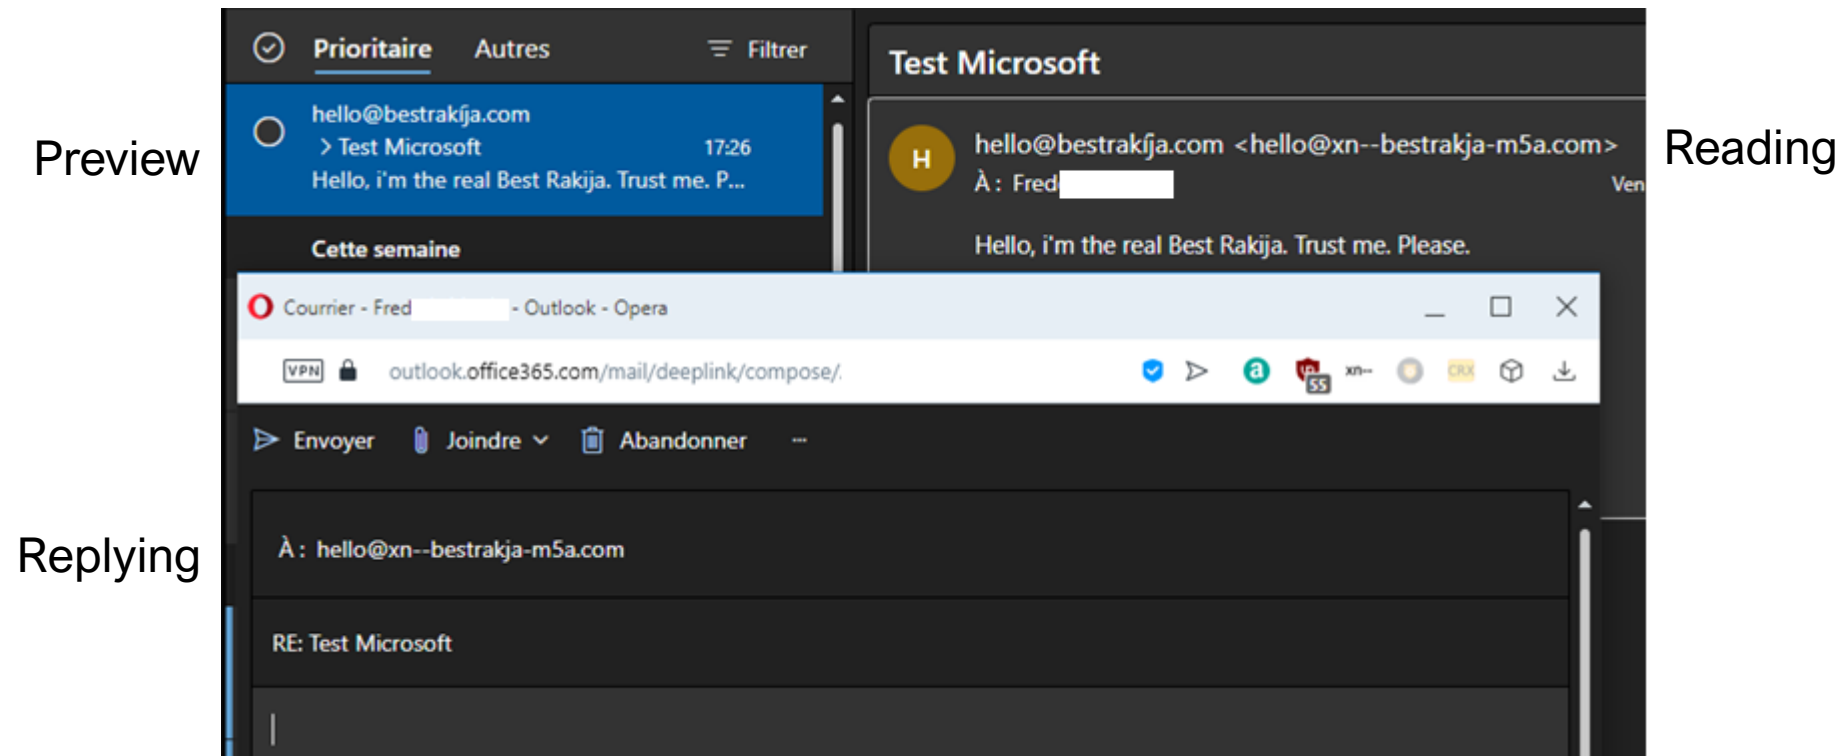 Prioritaire Autres Filtrer
Test Microsoft
Preview
hello@bestrakíja.com
> Test Microsoft 17:26
Hello, i'm the real Best Rakija. Trust me. P...
H
hello@bestrakíja.com <hello@xn--bestrakja-m5a.com>
À : Fred
Ven
Reading
Hello, i'm the real Best Rakija. Trust me. Please.
Cette semaine
Courrier - Fred - Outlook - Opera
VPN outlook.office365.com/mail/deeplink/compose/. a 55 xn-- CRX
Envoyer Joindre Abandonner ...
Replying
À : hello@xn--bestrakja-m5a.com
RE: Test Microsoft